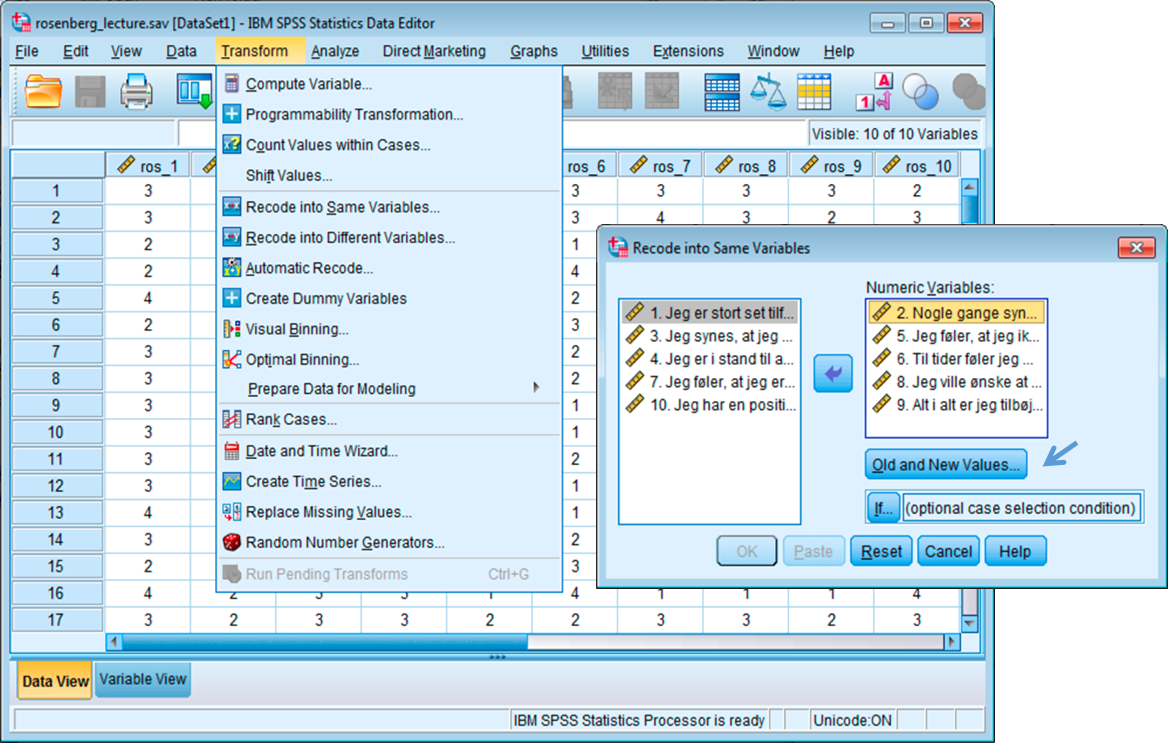 rosenberg_lecture.sav [DataSet1] - IBM SPSS Statistics Data Editor
File Edit View Data Transform Analyze Direct Marketing Graphs Utilities Extensions Window Help
Visible: 10 of 10 Variables
Compute Variable...
Programmability Transformation...
Count Values within Cases...
Shift Values...
Recode into Same Variables...
Recode into Different Variables...
Automatic Recode...
Create Dummy Variables
Visual Binning...
Optimal Binning...
Prepare Data for Modeling
Rank Cases...
Date and Time Wizard...
Create Time Series...
Replace Missing Values...
Random Number Generators...
Run Pending Transforms Ctrl+G
ros_1 ros_6 ros_7 ros_8 ros_9 ros_10
1 3 3 3 3 3 2
2 3 3 4 3 2 3
3 2 1
4 2 4
5 4 2
6 2 3
7 3 2
8 3 2
9 3 1
10 3 1
11 3 2
12 3 1
13 4 1
14 3 3
15 2 3
16 4 2 3 3 1 4 1 1 1 4
17 3 2 3 3 2 2 3 3 2 3
Recode into Same Variables
Numeric Variables:
1. Jeg er stort set tilf...
3. Jeg synes, at jeg ...
4. Jeg er i stand til a...
7. Jeg føler, at jeg er...
10. Jeg har en positi...
2. Nogle gange syn...
5. Jeg føler, at jeg ik...
6. Til tider føler jeg ...
8. Jeg ville ønske at ...
9. Alt i alt er jeg tilbøj...
Old and New Values...
If... (optional case selection condition)
OK Paste Reset Cancel Help
Data View Variable View
IBM SPSS Statistics Processor is ready Unicode:ON